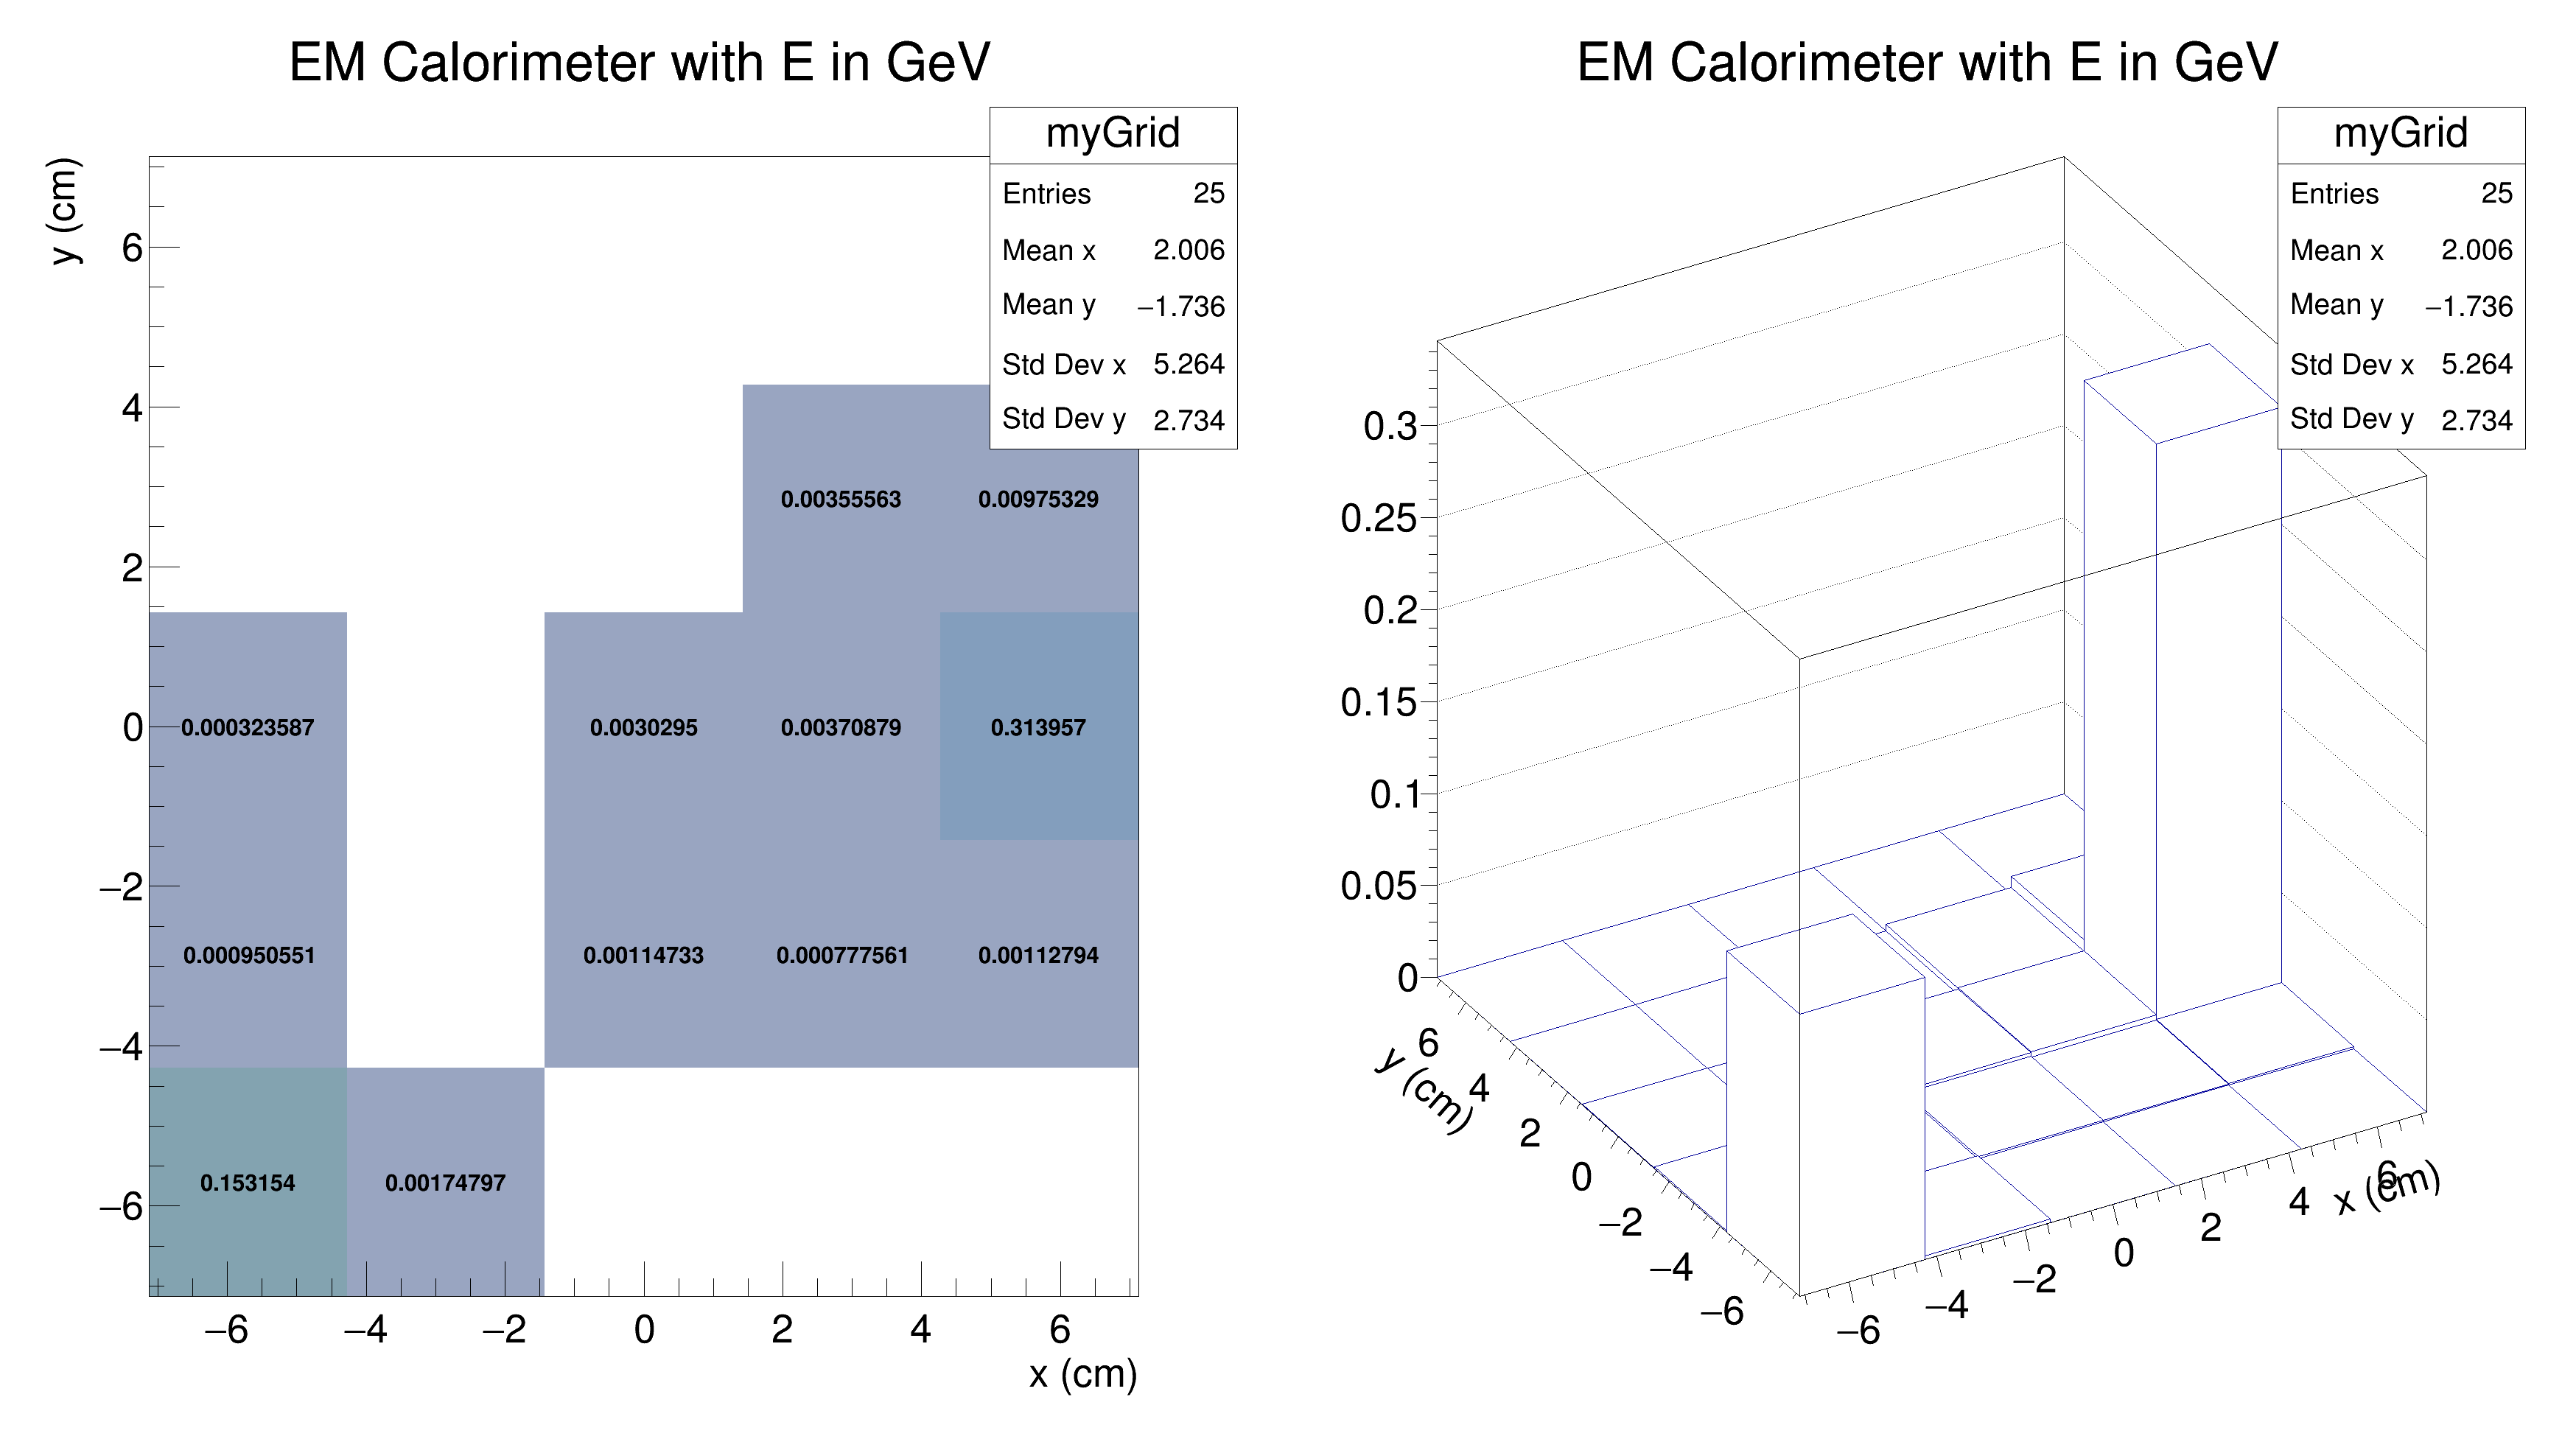 EM Calorimeter with E in GeV
myGrid
Entries 25
Mean x 2.006
Mean y −1.736
Std Dev x 5.264
Std Dev y 2.734
y (cm)
6
4
2
0
−2
−4
−6
0.00355563 0.00975329
0.000323587 0.0030295 0.00370879 0.313957
0.000950551 0.00114733 0.000777561 0.00112794
0.153154 0.00174797
−6 −4 −2 0 2 4 6
x (cm)
EM Calorimeter with E in GeV
myGrid
Entries 25
Mean x 2.006
Mean y −1.736
Std Dev x 5.264
Std Dev y 2.734
0.3
0.25
0.2
0.15
0.1
0.05
0
6
4
2
0
−2
−4
−6
y (cm)
−6
−4
−2
0
2
4
6
x (cm)